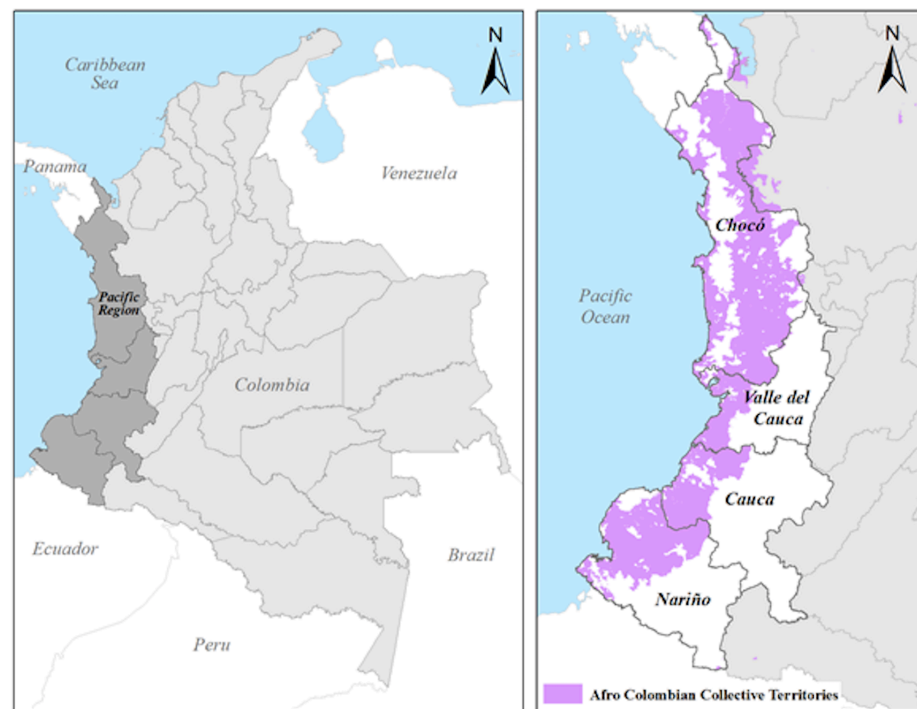 N
Caribbean
Sea
Panama
Venezuela
Pacific
Region
Colombia
Ecuador
Brazil
Peru
N
Chocó
Pacific
Ocean
Valle del
Cauca
Cauca
Nariño
Afro Colombian Collective Territories